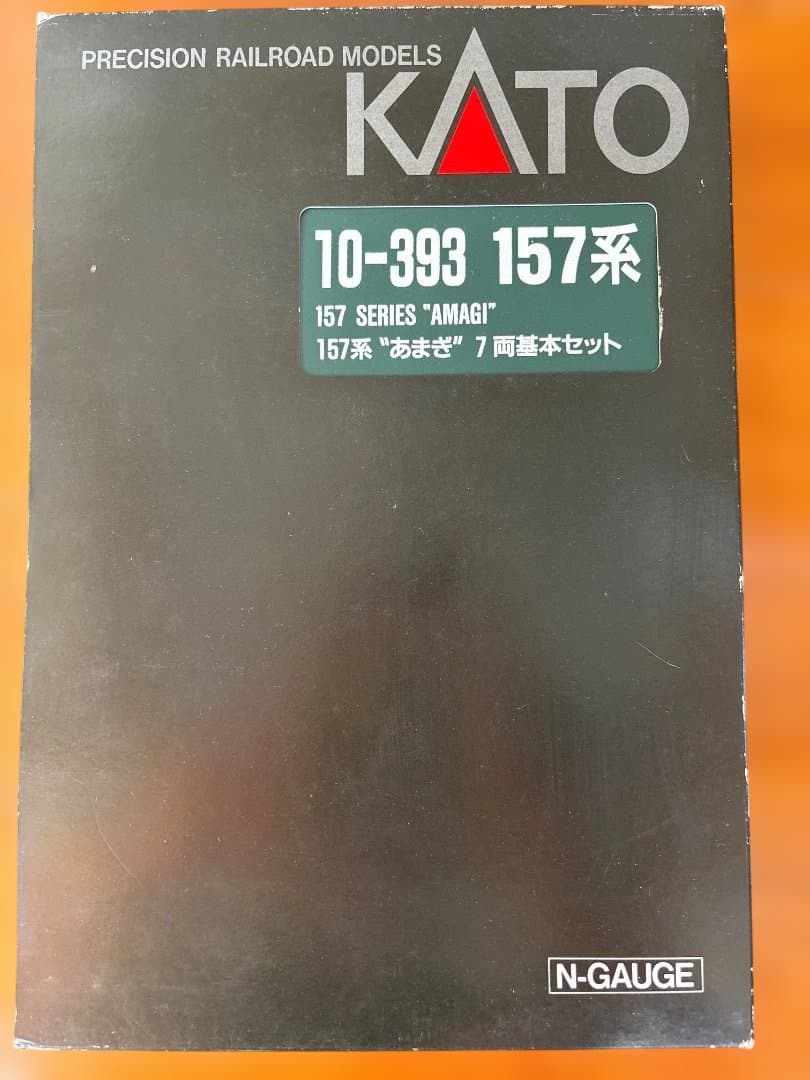 PRECISION RAILROAD MODELS
KATO
10-393 157系
157 SERIES "AMAGI"
157系 "あまぎ" 7両基本セット
N-GAUGE